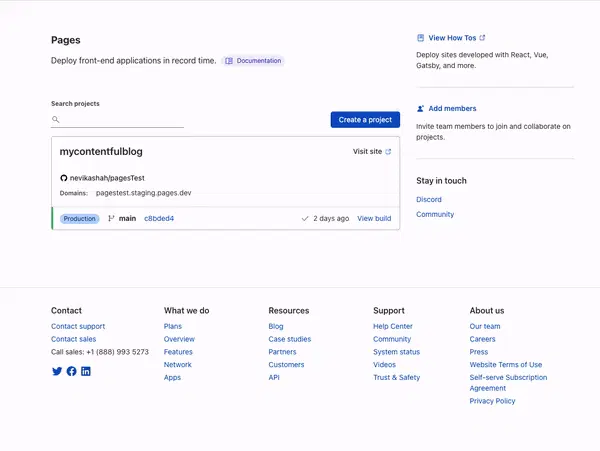 Pages
Deploy front-end applications in record time. Documentation
Search projects
Create a project
mycontentfulblog
Visit site
nevikashah/pagesTest
Domains: pagestest.staging.pages.dev
Production main c8bded4 2 days ago View build
View How Tos
Deploy sites developed with React, Vue,
Gatsby, and more.
Add members
Invite team members to join and collaborate on
projects.
Stay in touch
Discord
Community
Contact
Contact support
Contact sales
Call sales: +1 (888) 993 5273
What we do
Plans
Overview
Features
Network
Apps
Resources
Blog
Case studies
Partners
Customers
API
Support
Help Center
Community
System status
Videos
Trust & Safety
About us
Our team
Careers
Press
Website Terms of Use
Self-serve Subscription
Agreement
Privacy Policy